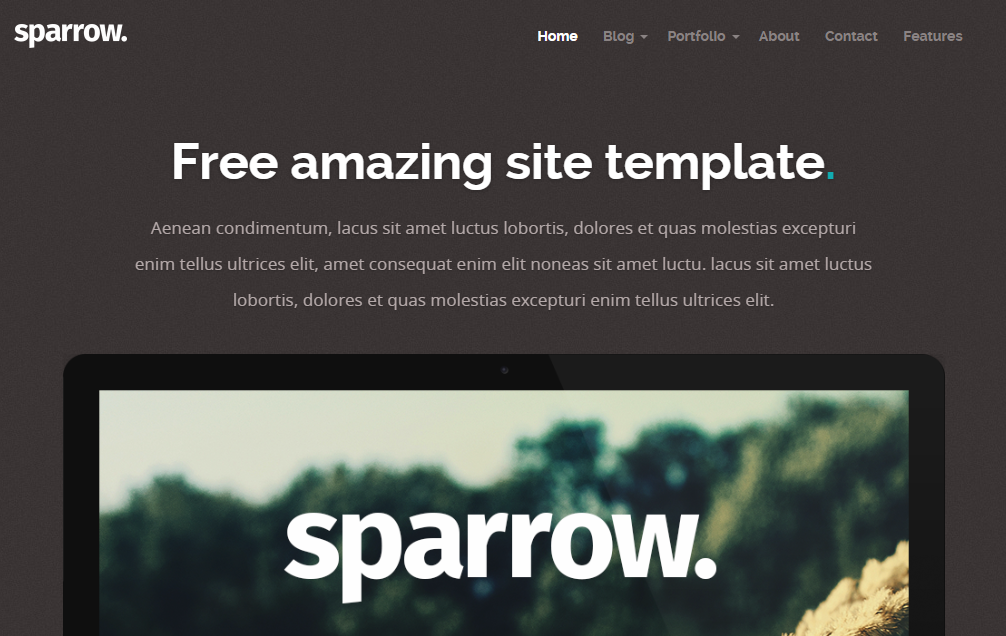 sparrow.
Home Blog Portfolio About Contact Features
Free amazing site template.
Aenean condimentum, lacus sit amet luctus lobortis, dolores et quas molestias excepturi
enim tellus ultrices elit, amet consequat enim elit noneas sit amet luctu. lacus sit amet luctus
lobortis, dolores et quas molestias excepturi enim tellus ultrices elit.
sparrow.